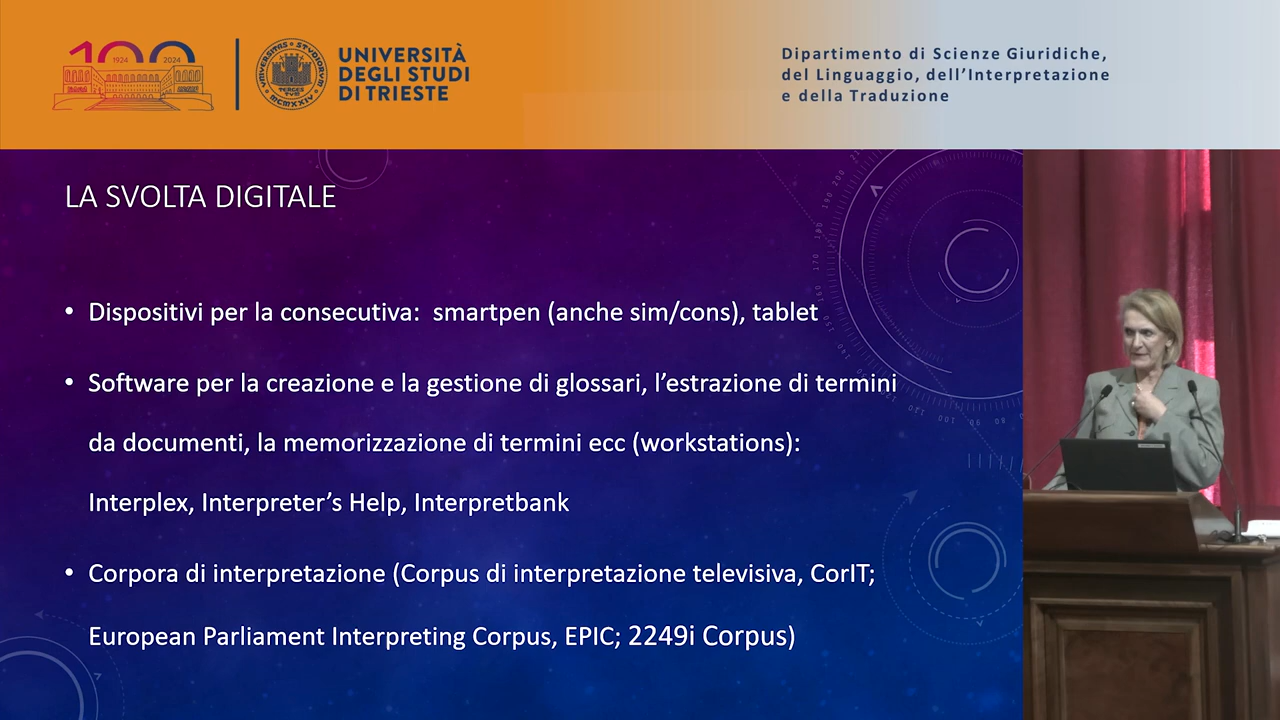 100
1924
2024
UNIVERSITÀ
DEGLI STUDI
DI TRIESTE
Dipartimento di Scienze Giuridiche,
del Linguaggio, dell’Interpretazione
e della Traduzione
LA SVOLTA DIGITALE
• Dispositivi per la consecutiva: smartpen (anche sim/cons), tablet
• Software per la creazione e la gestione di glossari, l’estrazione di termini
da documenti, la memorizzazione di termini ecc (workstations):
Interplex, Interpreter’s Help, Interpretbank
• Corpora di interpretazione (Corpus di interpretazione televisiva, CorIT;
European Parliament Interpreting Corpus, EPIC; 2249i Corpus)